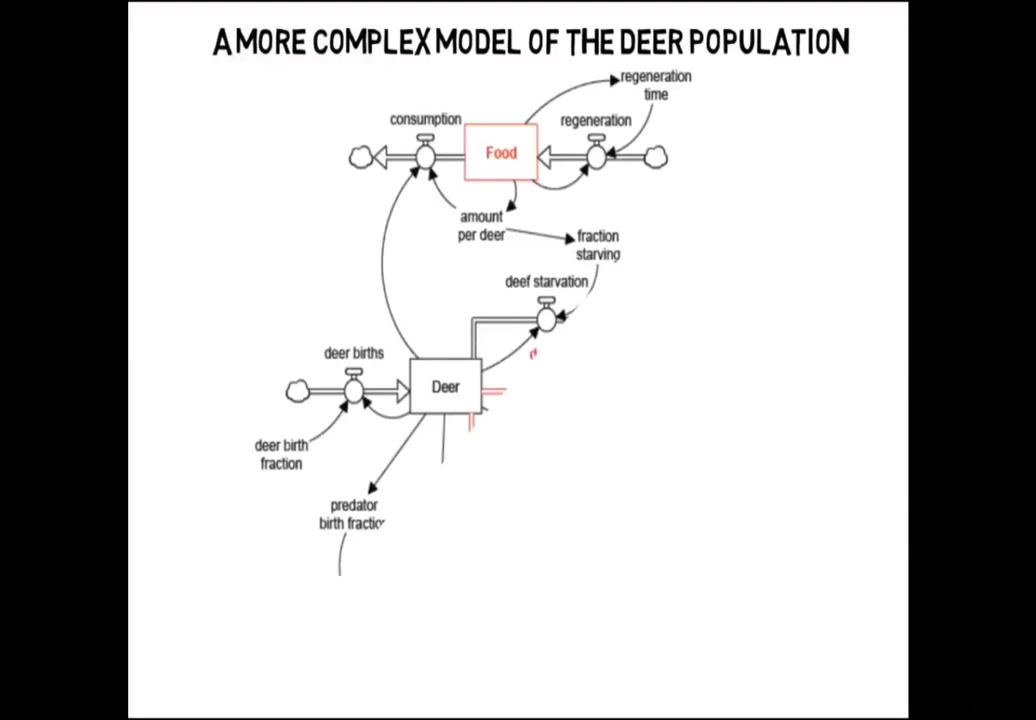 A MORE COMPLEX MODEL OF THE DEER POPULATION
regeneration
time
consumption
regeneration
Food
amount
per deer
fraction
starving
deef starvation
deer births
Deer
deer birth
fraction
predator
birth